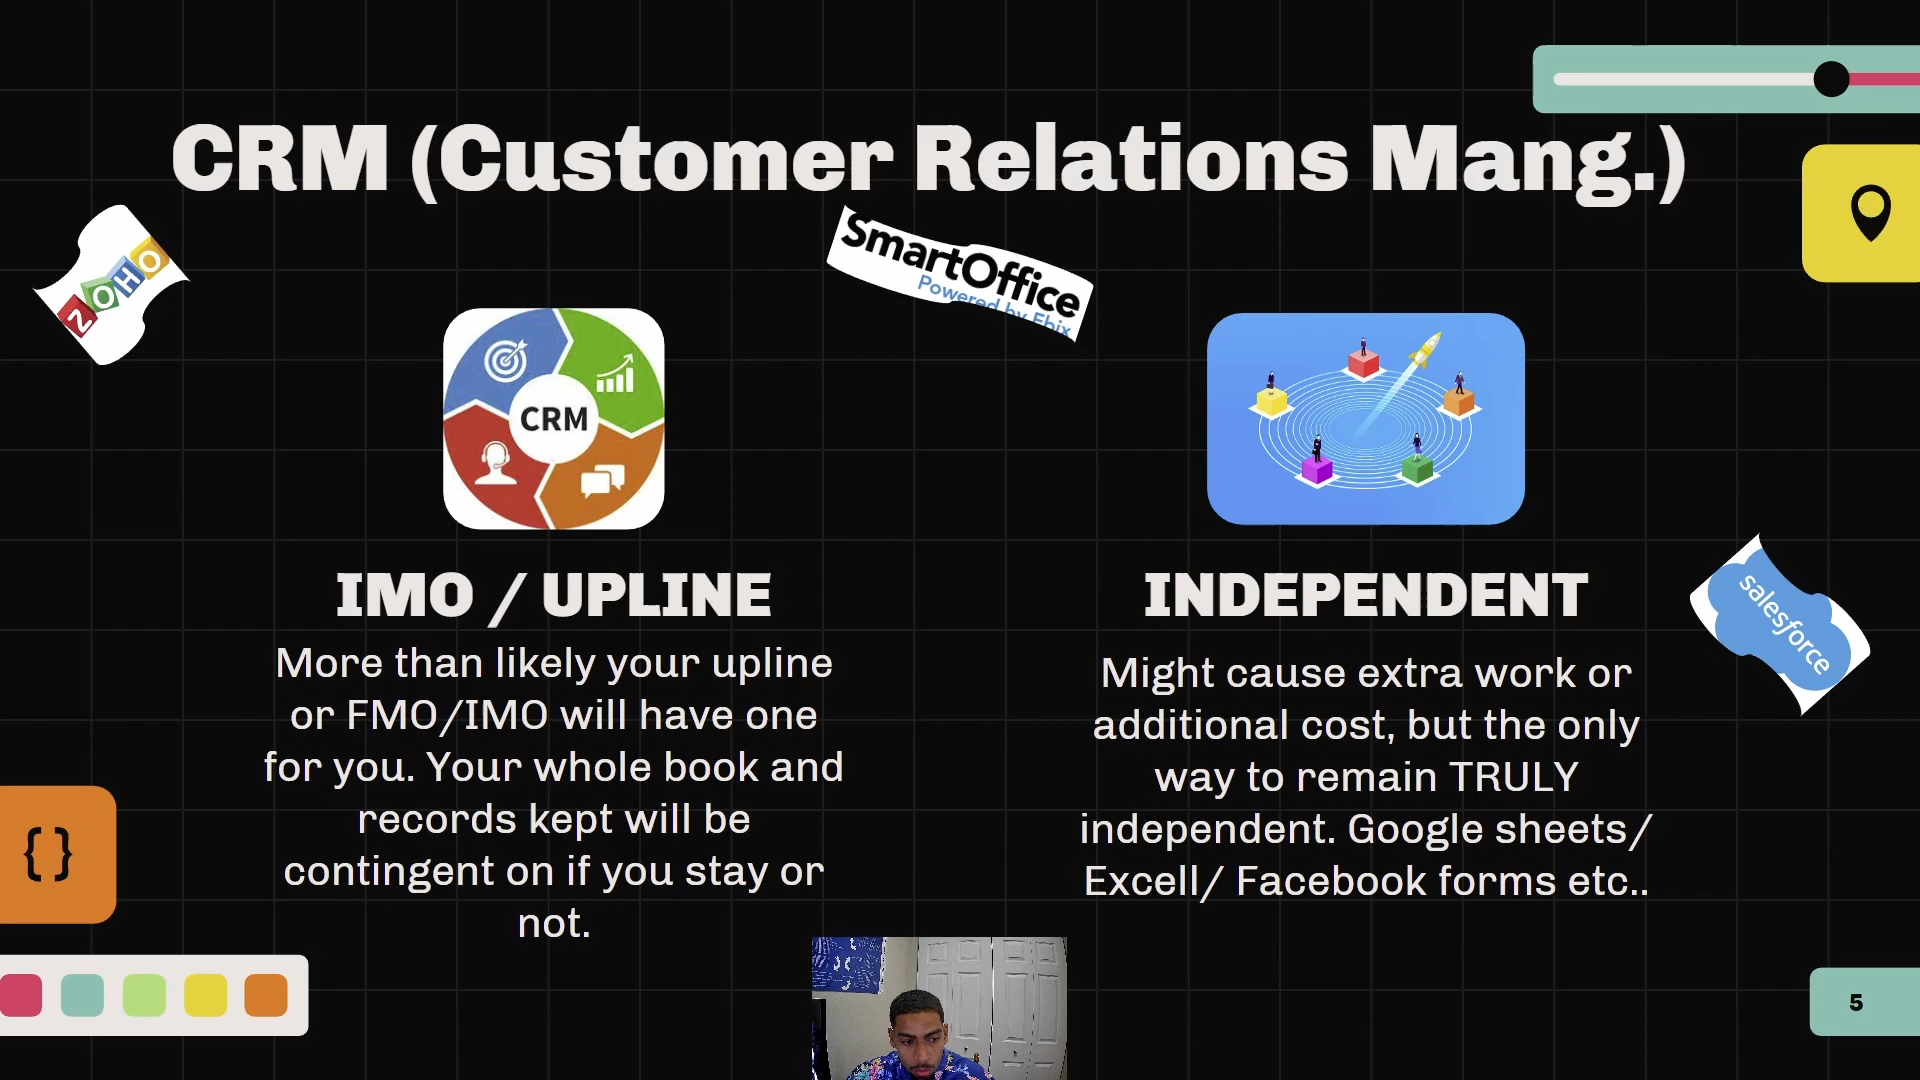 CRM (Customer Relations Mang.)
ZOHO
SmartOffice
Powered by Ebix
CRM
IMO / UPLINE
More than likely your upline
or FMO/IMO will have one
for you. Your whole book and
records kept will be
contingent on if you stay or
not.
INDEPENDENT
Might cause extra work or
additional cost, but the only
way to remain TRULY
independent. Google sheets/
Excell/ Facebook forms etc..
salesforce
{ }
5